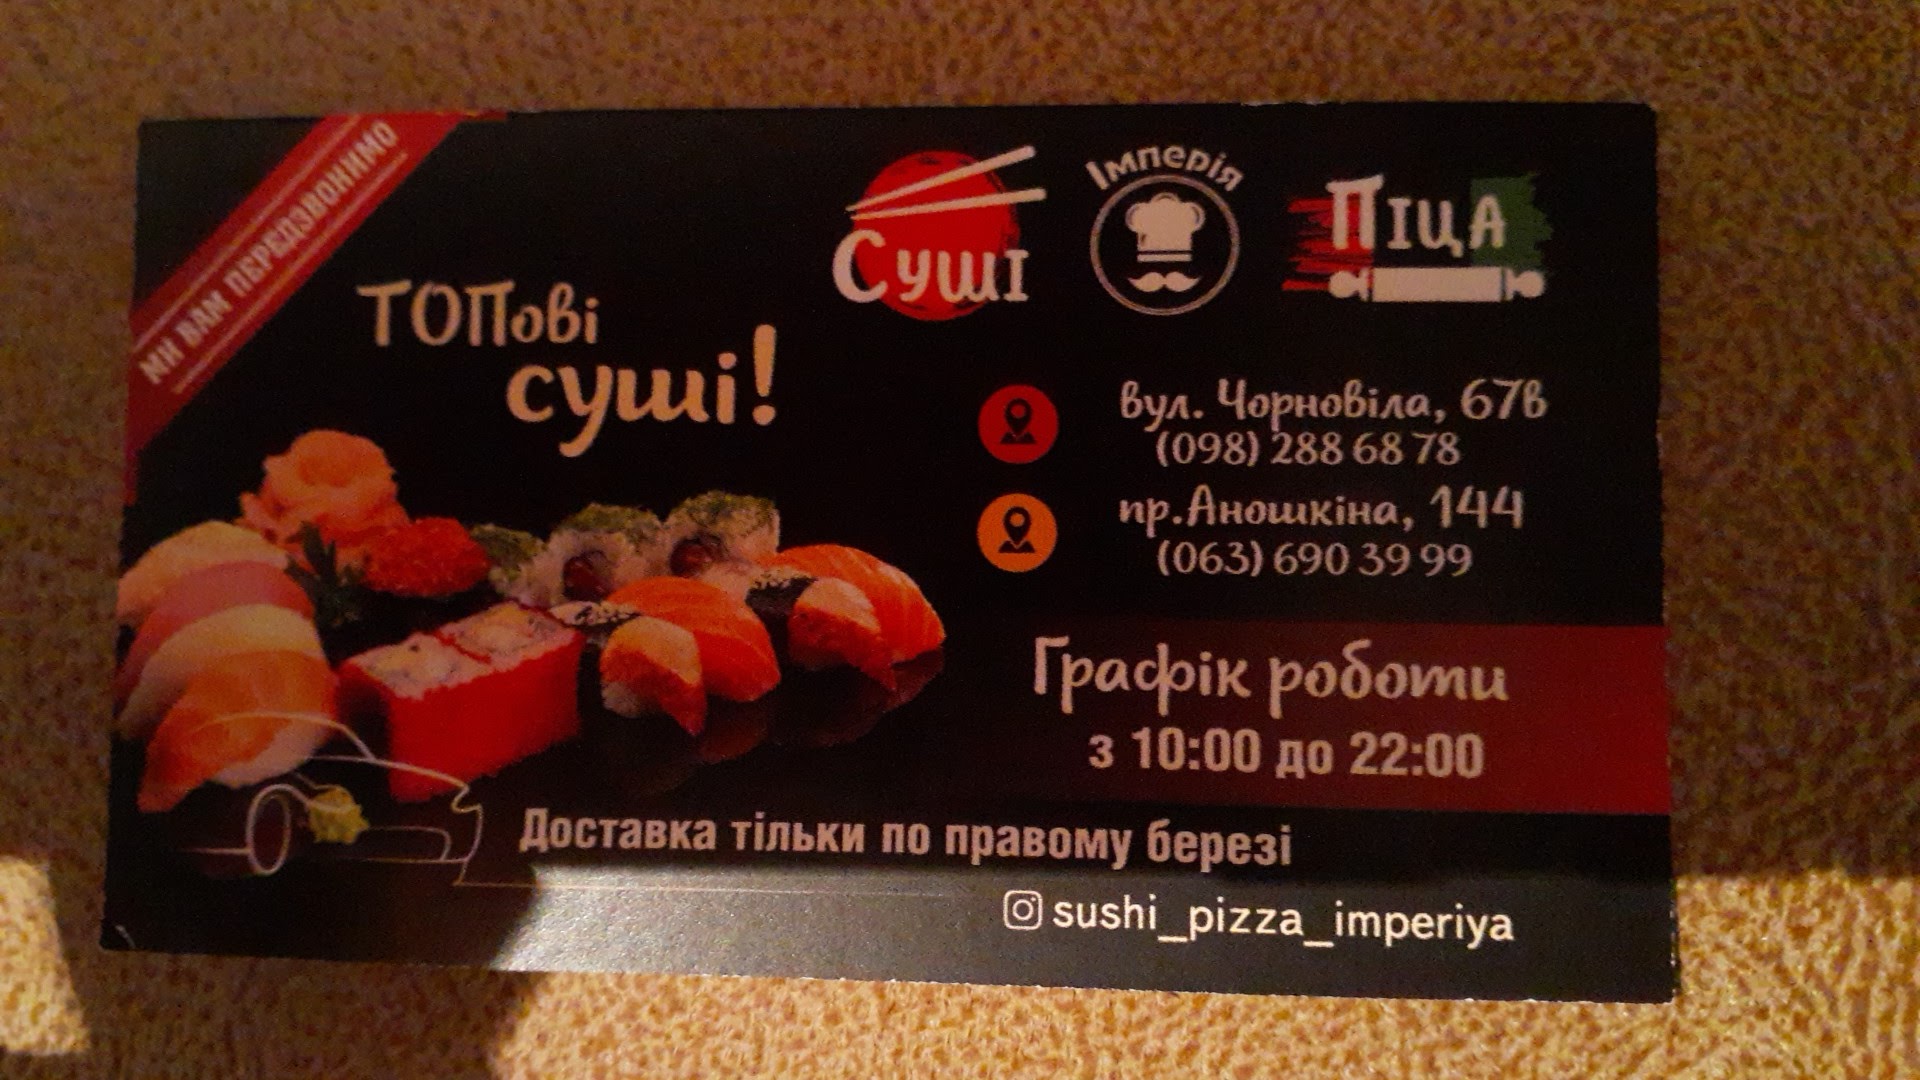 МИ ВАМ ПЕРЕДЗВОНИМО
ТОПові
суші!
Суші
Імперія
Піца
вул. Чорновіла, 67в
(098) 288 68 78
пр.Аношкіна, 144
(063) 690 39 99
Графік роботи
з 10:00 до 22:00
Доставка тільки по правому березі
sushi_pizza_imperiya